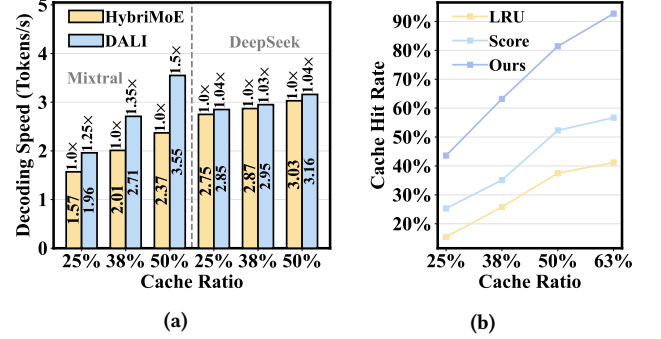 HybriMoE
DALI
Mixtral
DeepSeek
Decoding Speed (Tokens/s)
5
4
3
2
1
0
1.0×
1.25×
1.0×
1.35×
1.0×
1.5×
1.0×
1.04×
1.0×
1.03×
1.0×
1.04×
1.57
1.96
2.01
2.71
2.37
3.55
2.75
2.85
2.87
2.95
3.03
3.16
25% 38% 50% 25% 38% 50%
Cache Ratio
(a)
LRU
Score
Ours
Cache Hit Rate
90%
80%
70%
60%
50%
40%
30%
20%
25% 38% 50% 63%
Cache Ratio
(b)